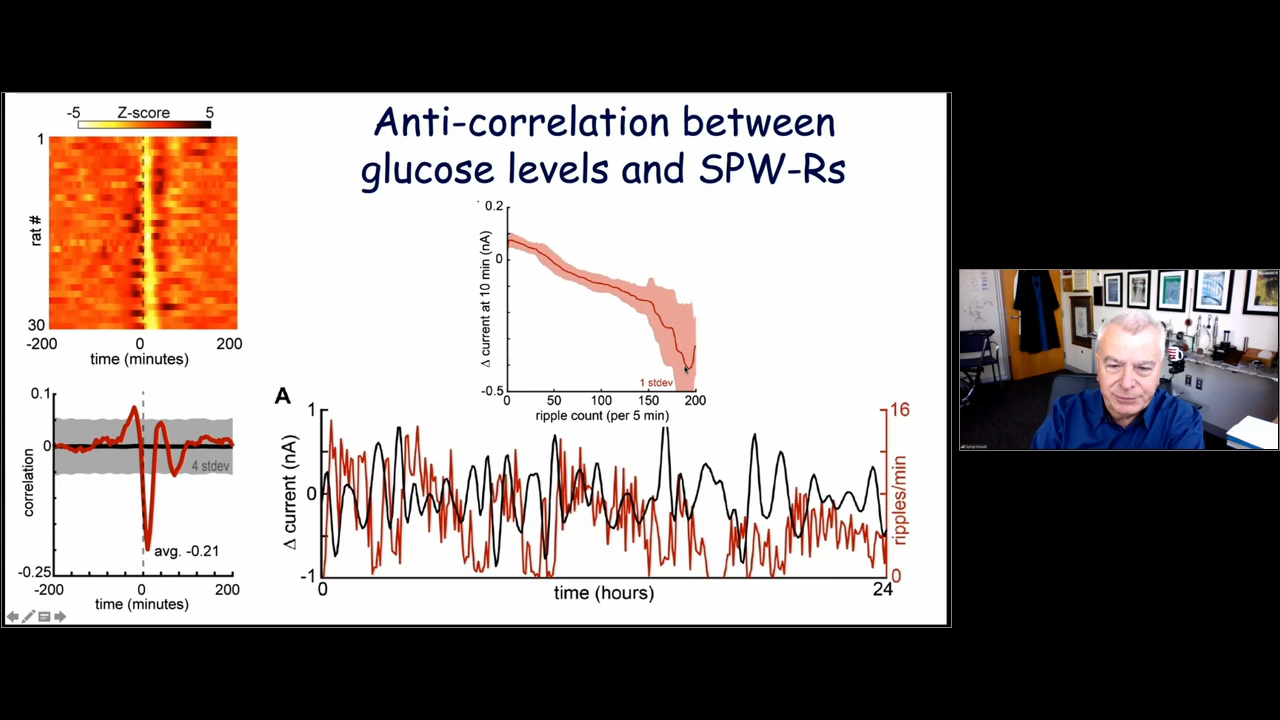 Anti-correlation between
glucose levels and SPW-Rs
-5 Z-score 5
1
rat #
30
-200 0 200
time (minutes)
0.1
0
correlation
-0.25
4 stdev
avg. -0.21
-200 0 200
time (minutes)
0.2
0
-0.5
Δ current at 10 min (nA)
1 stdev
0 50 100 150 200
ripple count (per 5 min)
A
1
0
-1
Δ current (nA)
16
0
ripples/min
0 24
time (hours)